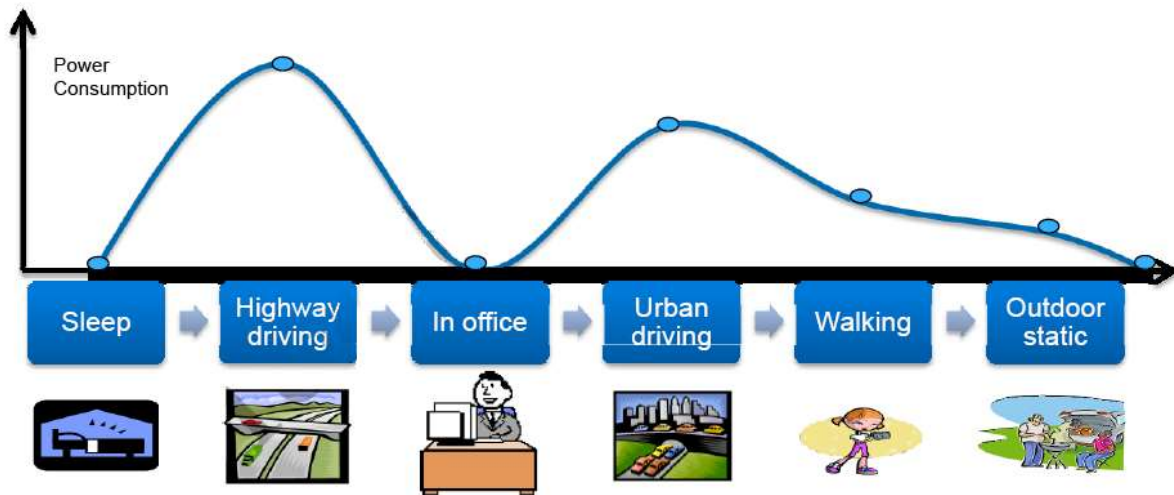 Power
Consumption
Sleep
Highway
driving
In office
Urban
driving
Walking
Outdoor
static